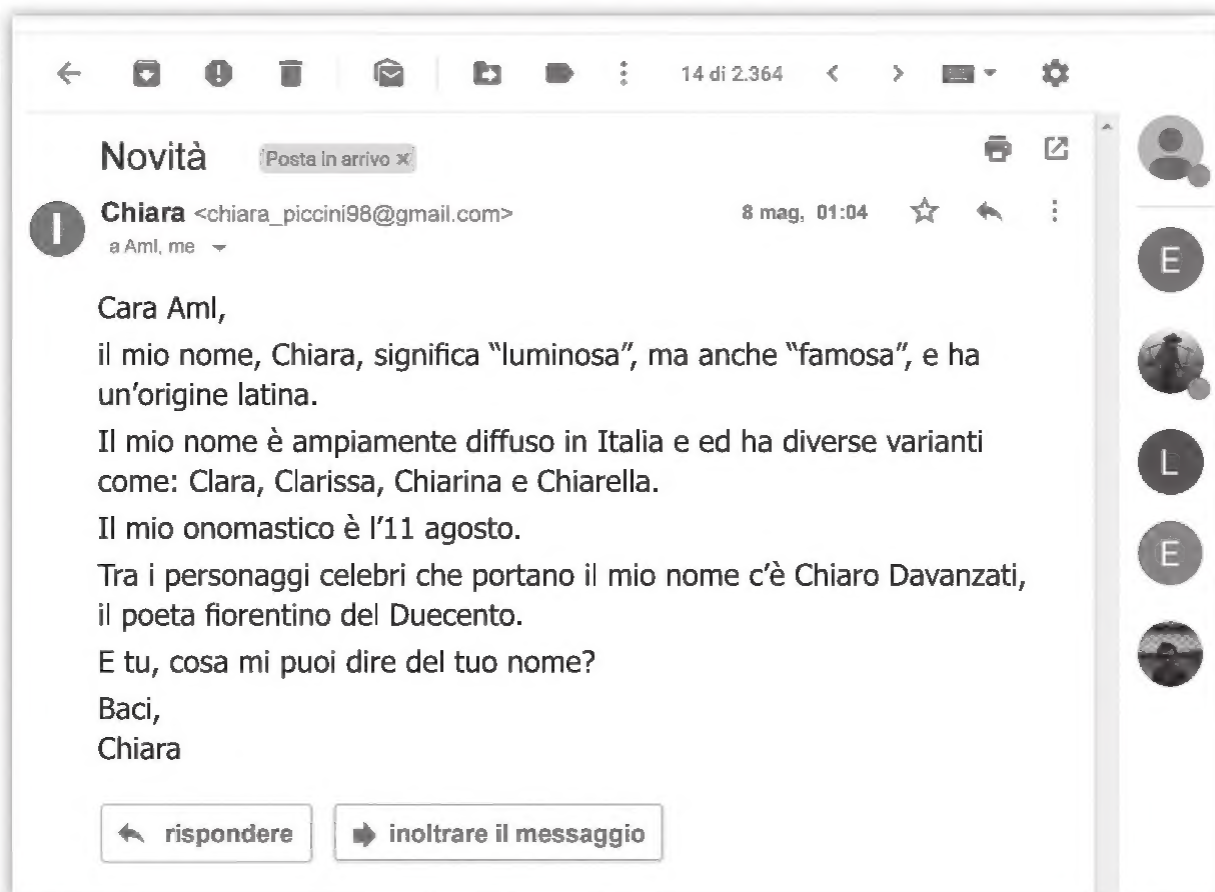 14 di 2.364
Novità
Posta in arrivo x
I
Chiara <chiara_piccini98@gmail.com>
8 mag, 01:04
a Aml, me
Cara Aml,
il mio nome, Chiara, significa “luminosa”, ma anche “famosa”, e ha
un’origine latina.
Il mio nome è ampiamente diffuso in Italia e ed ha diverse varianti
come: Clara, Clarissa, Chiarina e Chiarella.
Il mio onomastico è l’11 agosto.
Tra i personaggi celebri che portano il mio nome c’è Chiaro Davanzati,
il poeta fiorentino del Duecento.
E tu, cosa mi puoi dire del tuo nome?
Baci,
Chiara
rispondere
inoltrare il messaggio
E
L
E